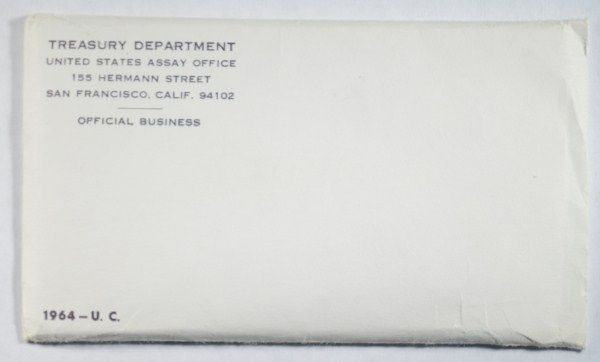 TREASURY DEPARTMENT
UNITED STATES ASSAY OFFICE
155 HERMANN STREET
SAN FRANCISCO, CALIF. 94102
OFFICIAL BUSINESS
1964 – U. C.